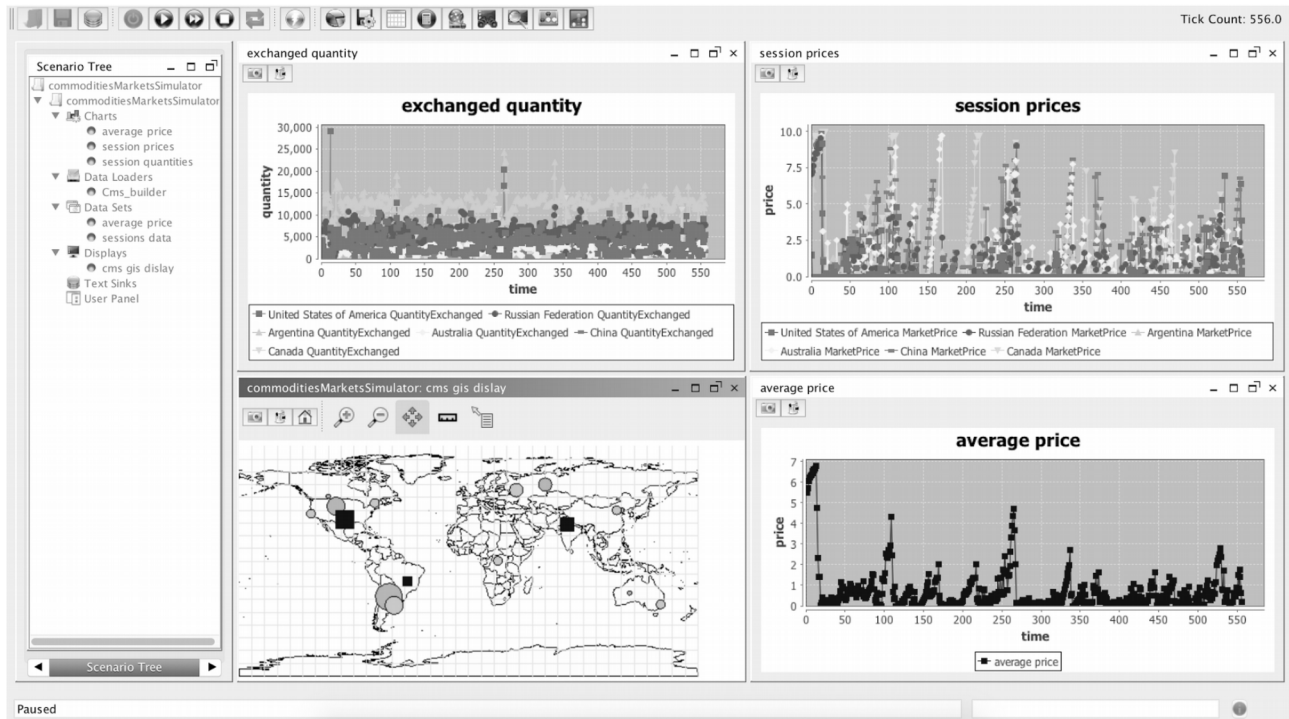 Tick Count: 556.0
Scenario Tree
commoditiesMarketsSimulator
commoditiesMarketsSimulator
Charts
average price
session prices
session quantities
Data Loaders
Cms_builder
Data Sets
average price
sessions data
Displays
cms gis dislay
Text Sinks
User Panel
Scenario Tree
exchanged quantity
exchanged quantity
quantity
30,000
25,000
20,000
15,000
10,000
5,000
0
0 50 100 150 200 250 300 350 400 450 500 550
time
United States of America QuantityExchanged Russian Federation QuantityExchanged
Argentina QuantityExchanged Australia QuantityExchanged China QuantityExchanged
Canada QuantityExchanged
session prices
session prices
price
10.0
7.5
5.0
2.5
0.0
0 50 100 150 200 250 300 350 400 450 500 550
time
United States of America MarketPrice Russian Federation MarketPrice Argentina MarketPrice
Australia MarketPrice China MarketPrice Canada MarketPrice
commoditiesMarketsSimulator: cms gis dislay
average price
average price
price
7
6
5
4
3
2
1
0
0 50 100 150 200 250 300 350 400 450 500 550
time
average price
Paused